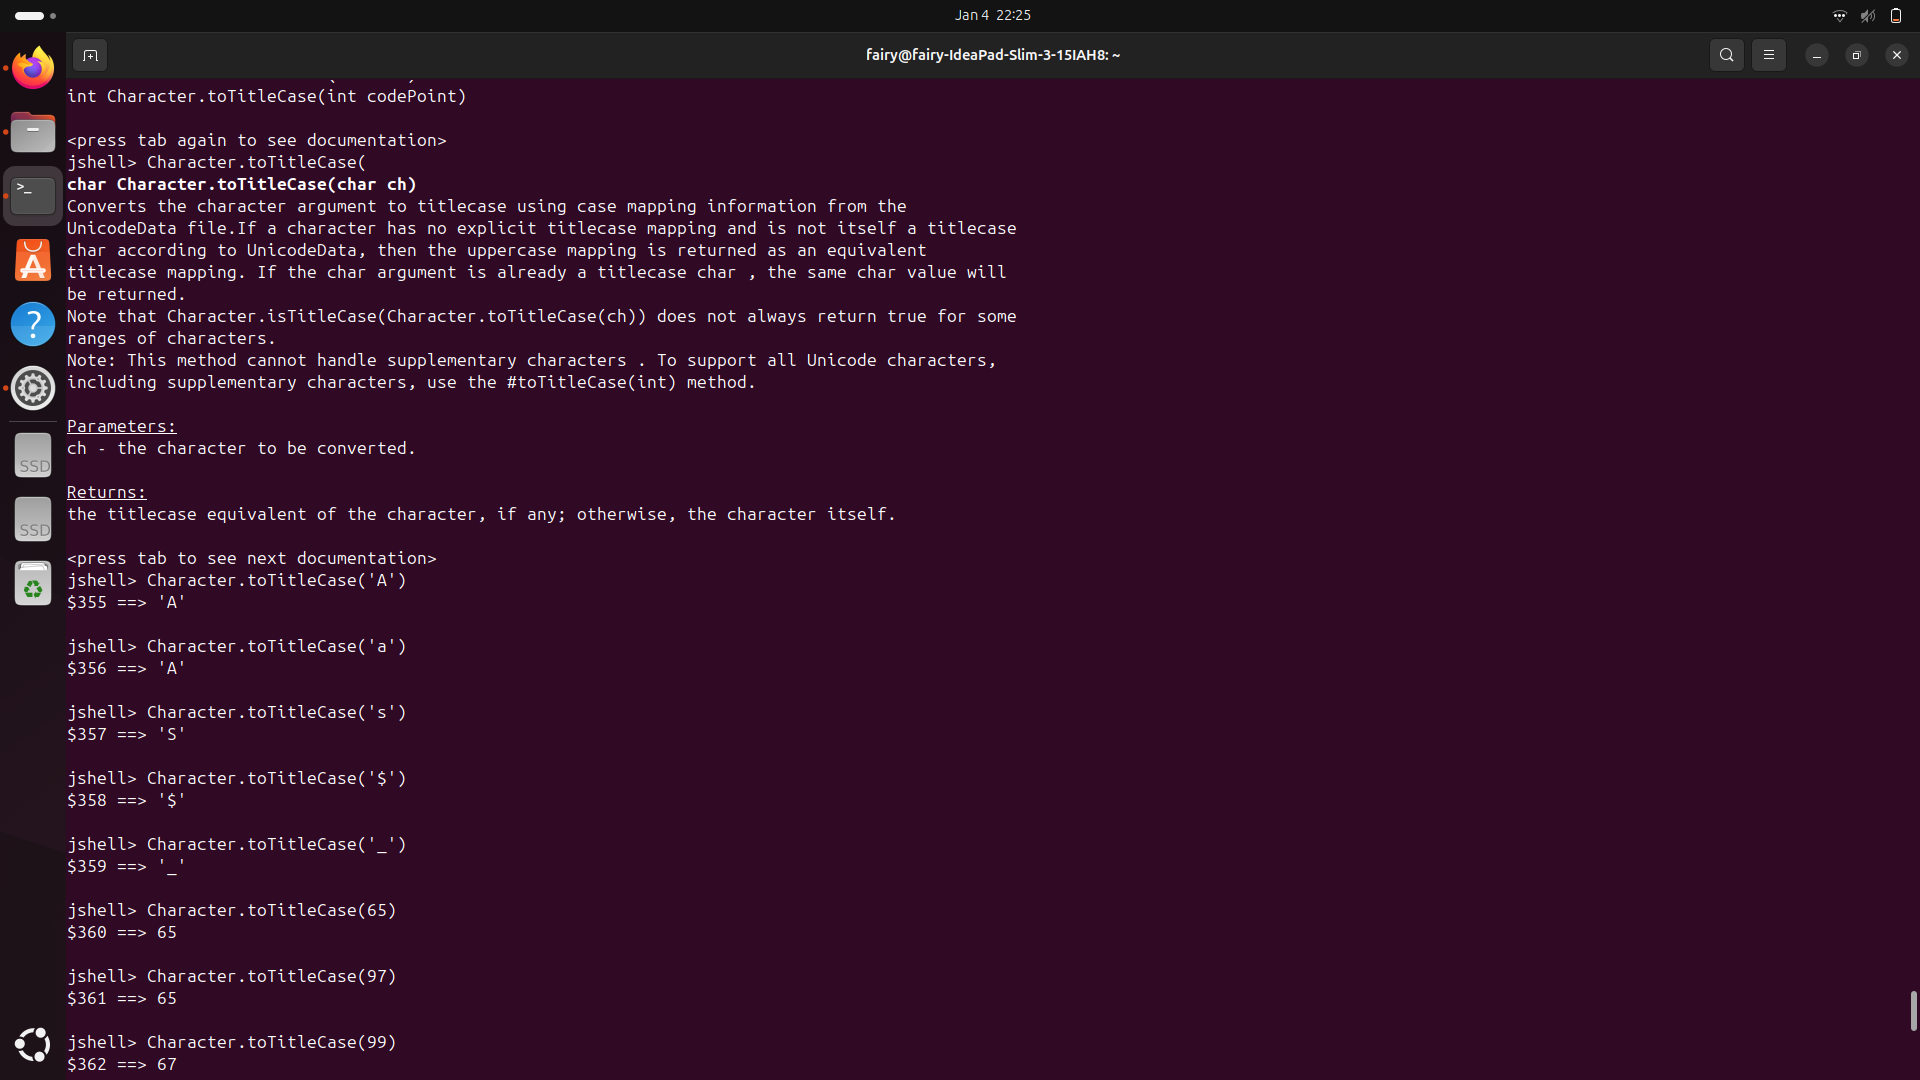 Jan 4 22:25
fairy@fairy-IdeaPad-Slim-3-15IAH8: ~
int Character.toTitleCase(int codePoint)
<press tab again to see documentation>
jshell> Character.toTitleCase(
char Character.toTitleCase(char ch)
Converts the character argument to titlecase using case mapping information from the
UnicodeData file.If a character has no explicit titlecase mapping and is not itself a titlecase
char according to UnicodeData, then the uppercase mapping is returned as an equivalent
titlecase mapping. If the char argument is already a titlecase char , the same char value will
be returned.
Note that Character.isTitleCase(Character.toTitleCase(ch)) does not always return true for some
ranges of characters.
Note: This method cannot handle supplementary characters . To support all Unicode characters,
including supplementary characters, use the #toTitleCase(int) method.
Parameters:
ch - the character to be converted.
Returns:
the titlecase equivalent of the character, if any; otherwise, the character itself.
<press tab to see next documentation>
jshell> Character.toTitleCase('A')
$355 ==> 'A'
jshell> Character.toTitleCase('a')
$356 ==> 'A'
jshell> Character.toTitleCase('s')
$357 ==> 'S'
jshell> Character.toTitleCase('$')
$358 ==> '$'
jshell> Character.toTitleCase('_')
$359 ==> '_'
jshell> Character.toTitleCase(65)
$360 ==> 65
jshell> Character.toTitleCase(97)
$361 ==> 65
jshell> Character.toTitleCase(99)
$362 ==> 67
>_
?
SSD
SSD